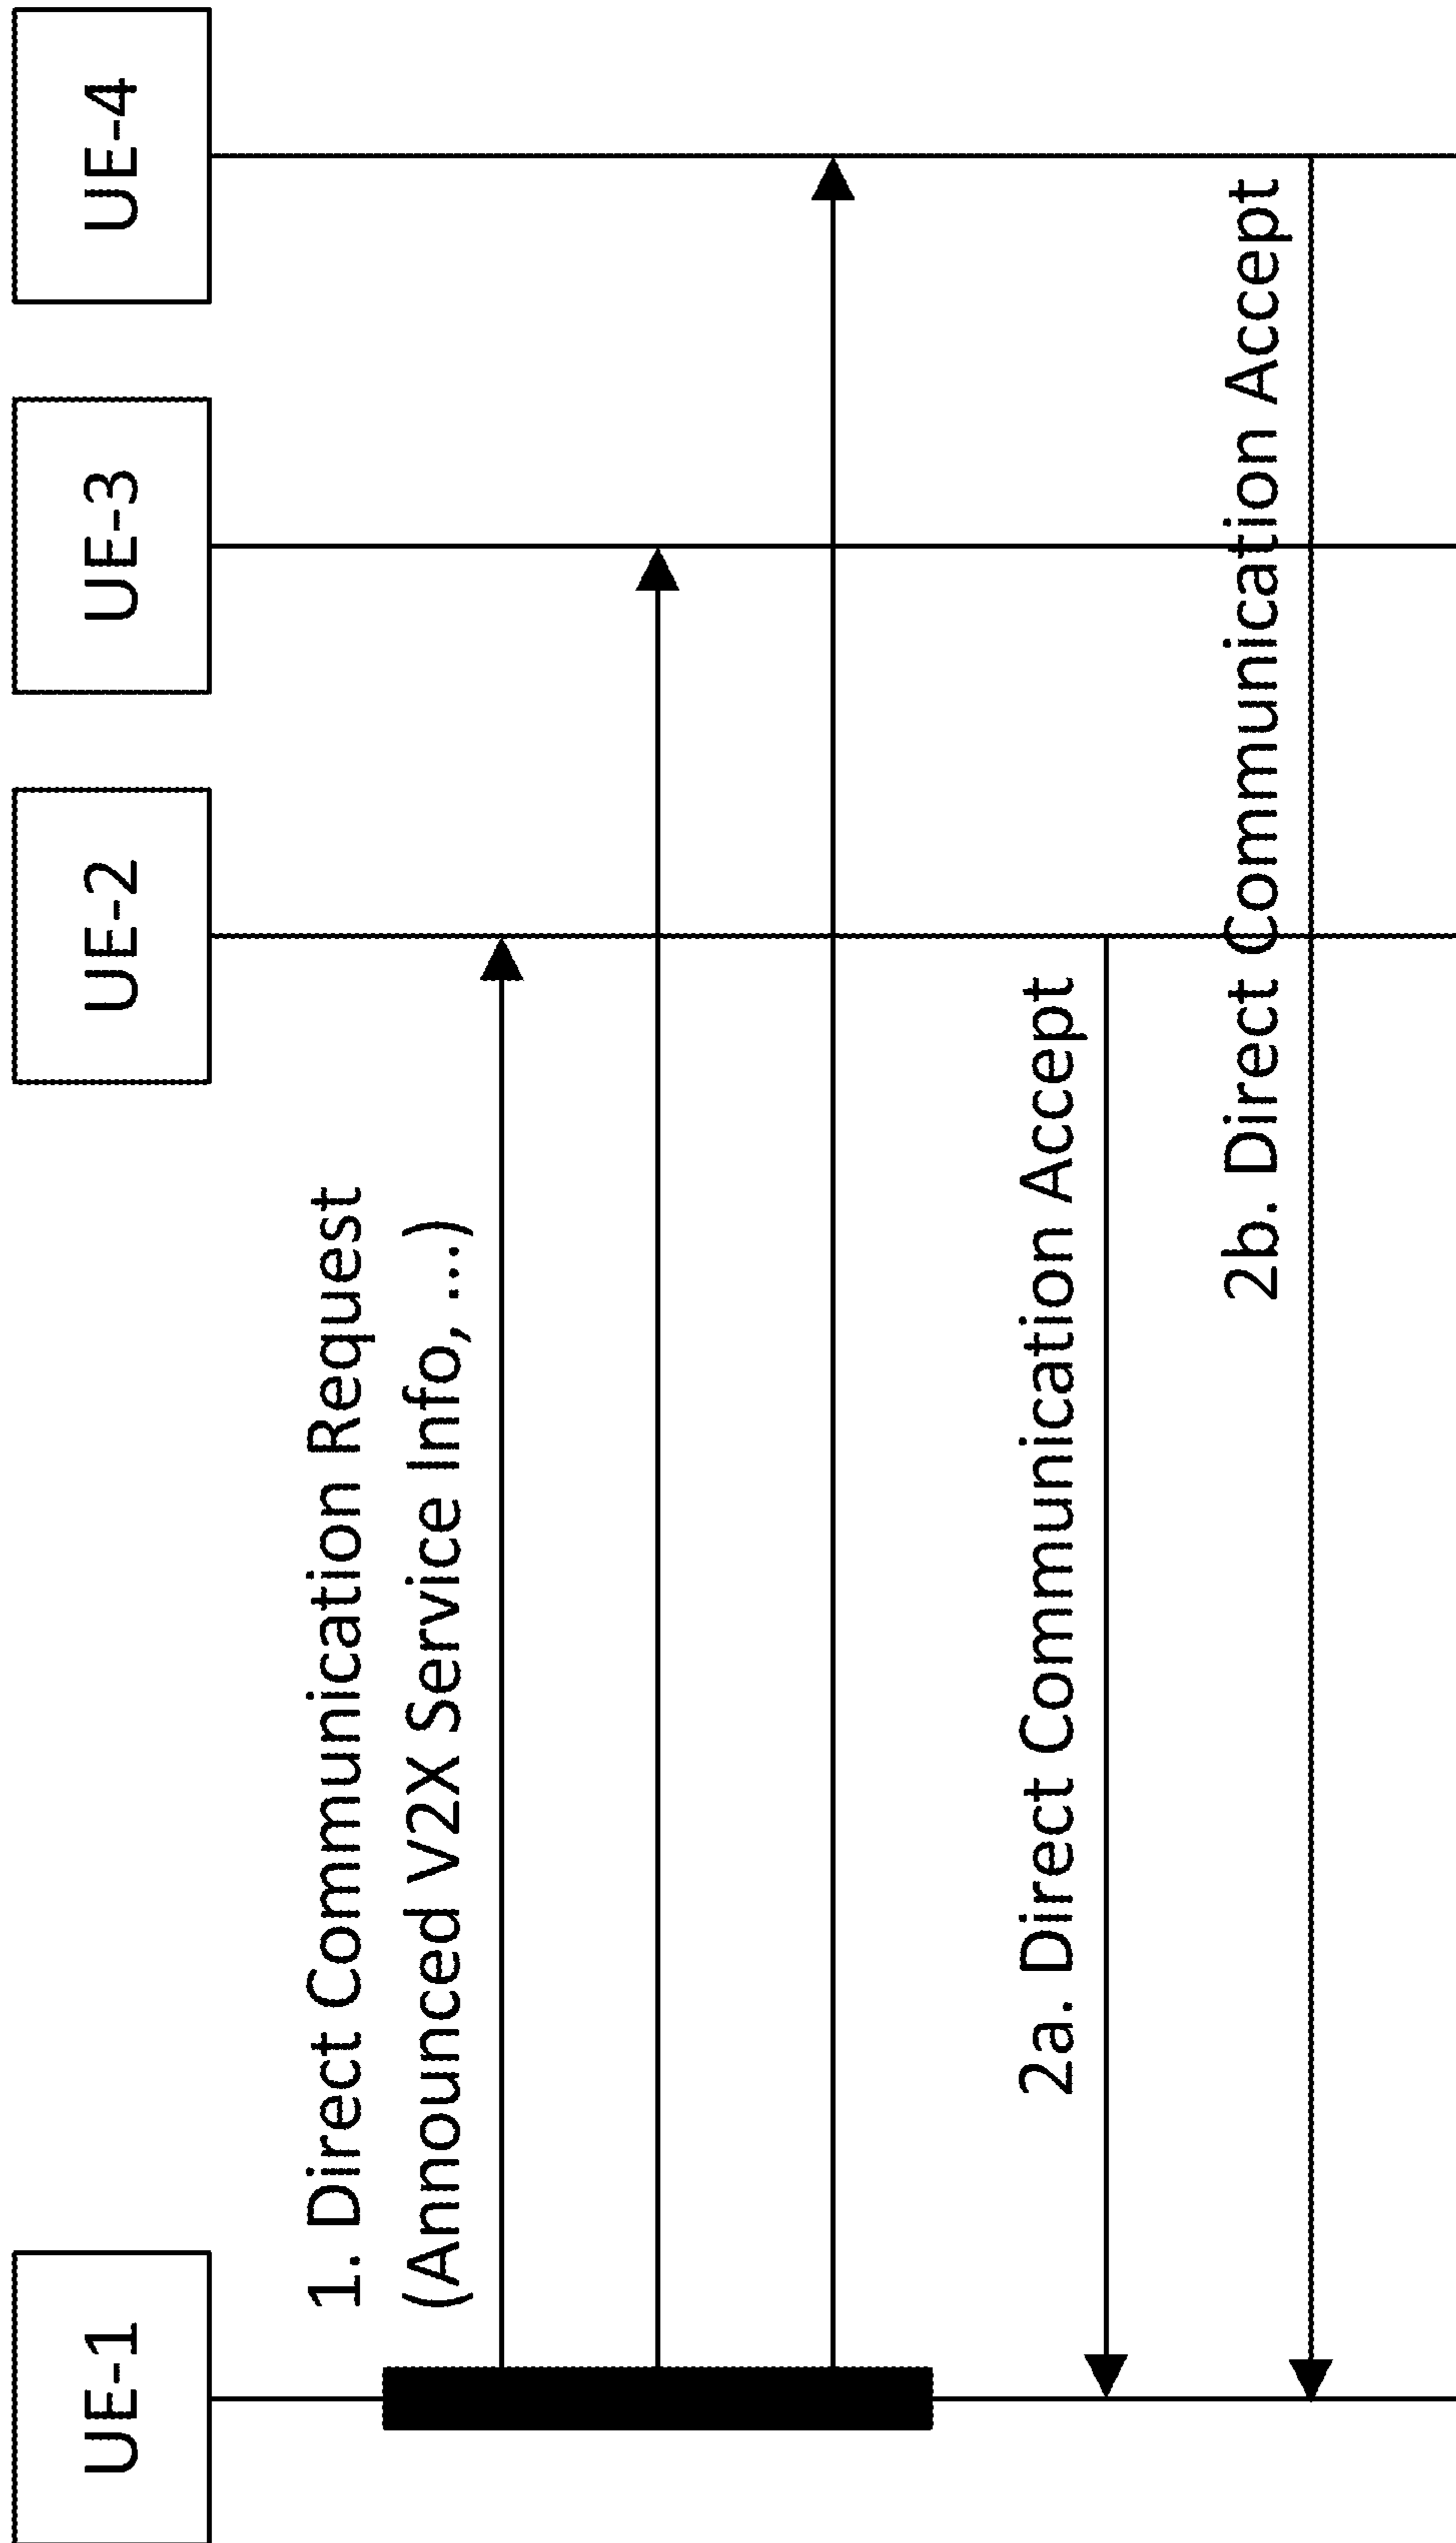 UE-1
UE-2
UE-3
UE-4
1. Direct Communication Request
(Announced V2X Service Info, ...)
2a. Direct Communication Accept
2b. Direct Communication Accept